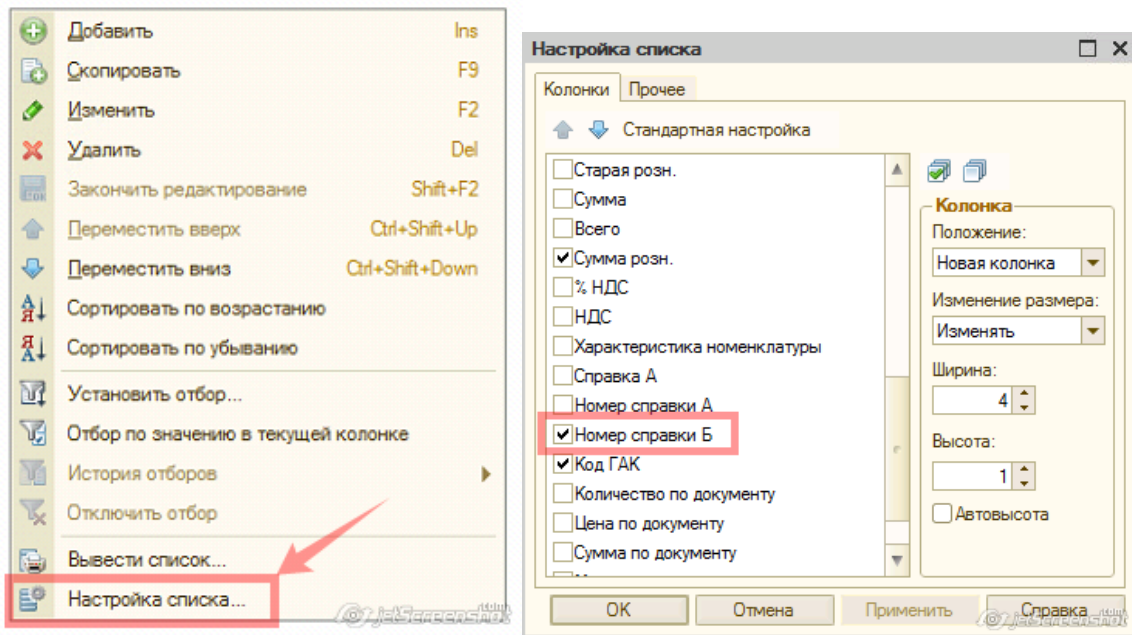 Добавить Ins
Скопировать F9
Изменить F2
Удалить Del
Закончить редактирование Shift+F2
Переместить вверх Ctrl+Shift+Up
Переместить вниз Ctrl+Shift+Down
Сортировать по возрастанию
Сортировать по убыванию
Установить отбор...
Отбор по значению в текущей колонке
История отборов
Отключить отбор
Вывести список...
Настройка списка...
jetScreenshot .com
Настройка списка
Колонки Прочее
Стандартная настройка
Старая розн.
Сумма
Всего
Сумма розн.
% НДС
НДС
Характеристика номенклатуры
Справка А
Номер справки А
Номер справки Б
Код ГАК
Количество по документу
Цена по документу
Сумма по документу
Колонка
Положение:
Новая колонка
Изменение размера:
Изменять
Ширина:
4
Высота:
1
Автовысота
OK Отмена Применить Справка
jetScreenshot .com